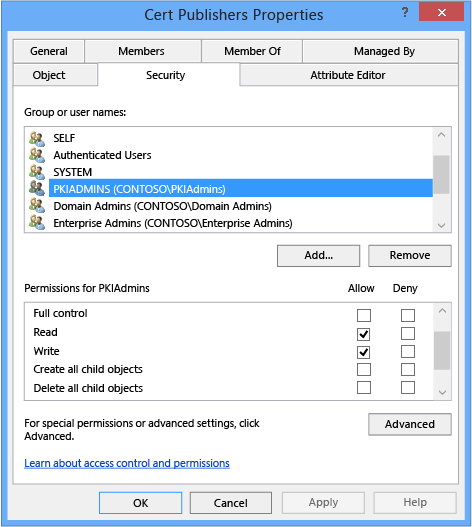 Cert Publishers Properties
?
General Members Member Of Managed By
Object Security Attribute Editor
Group or user names:
SELF
Authenticated Users
SYSTEM
PKIADMINS (CONTOSO\PKIAdmins)
Domain Admins (CONTOSO\Domain Admins)
Enterprise Admins (CONTOSO\Enterprise Admins)
Add... Remove
Permissions for PKIAdmins Allow Deny
Full control
Read
Write
Create all child objects
Delete all child objects
For special permissions or advanced settings, click
Advanced.
Advanced
Learn about access control and permissions
OK Cancel Apply Help